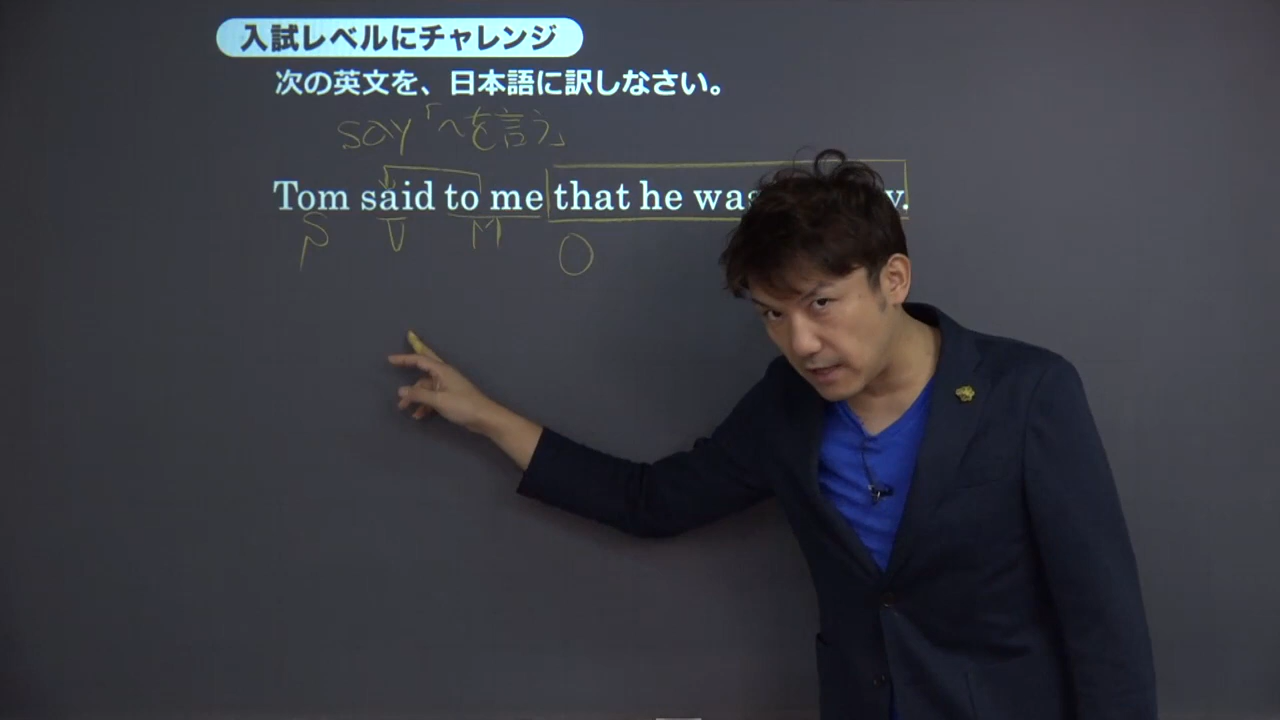 入試レベルにチャレンジ
次の英文を、日本語に訳しなさい。
say「〜を言う」
Tom said to me that he was
S V M O